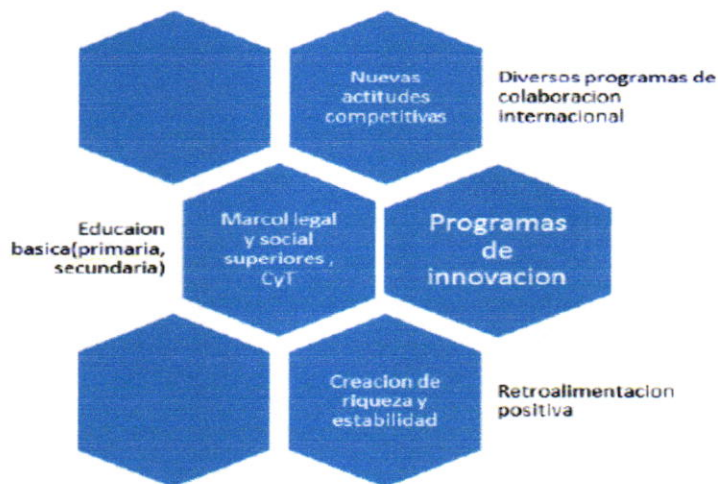 Nuevas
actitudes
competitivas
Diversos programas de
colaboracion
internacional
Educaion
basica(primaria,
secundaria)
Marcol legal
y social
superiores ,
CyT
Programas
de
innovacion
Creacion de
riqueza y
estabilidad
Retroalimentacion
positiva